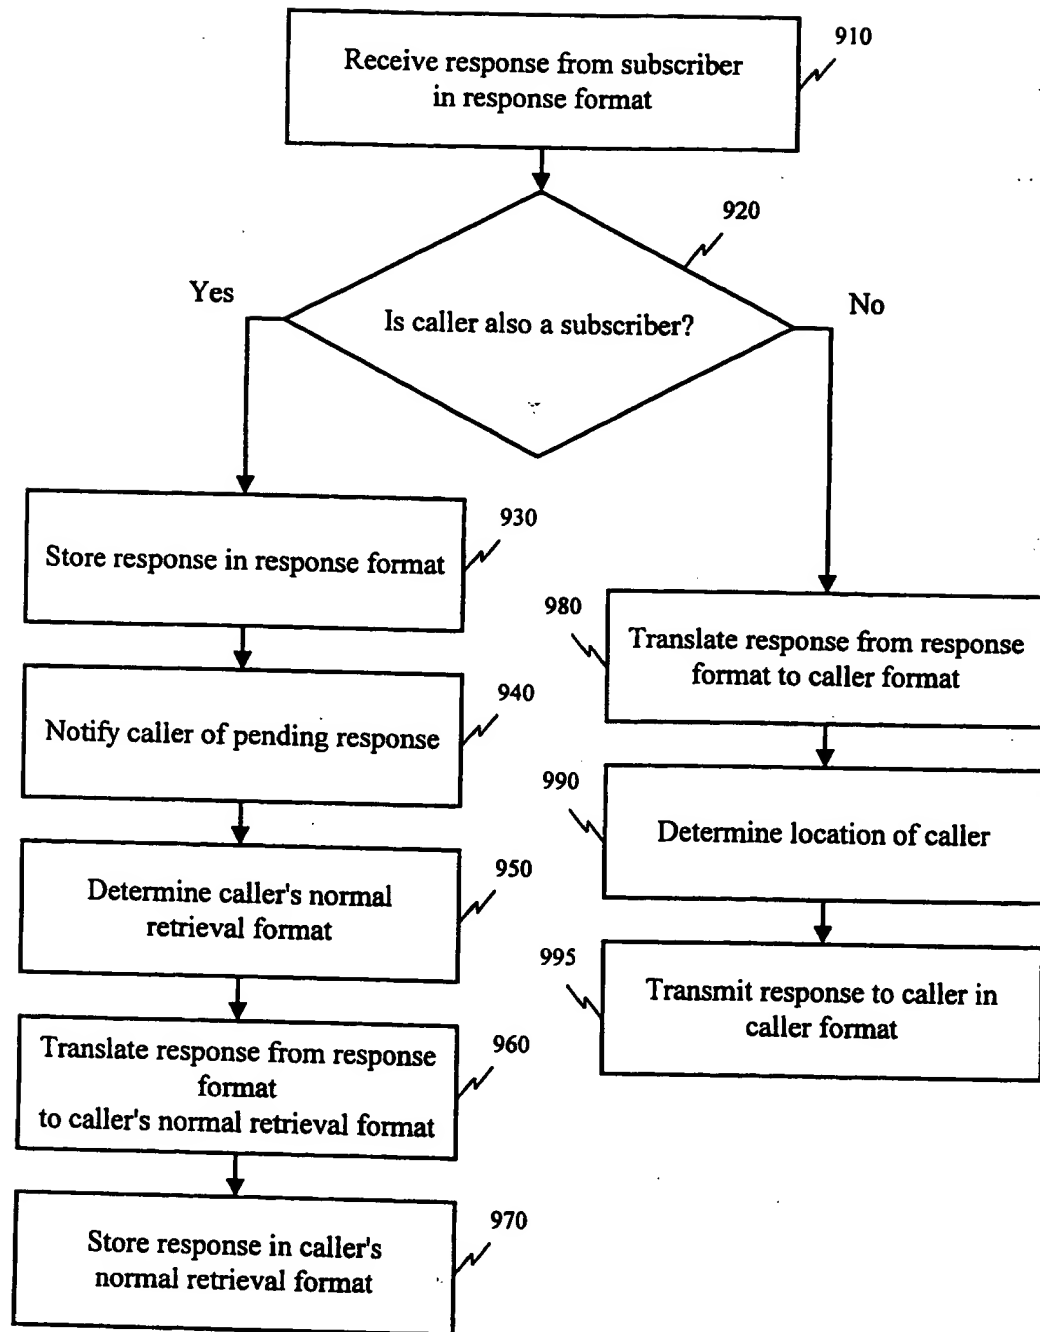 Receive response from subscriber
in response format
910
920
Yes
Is caller also a subscriber?
No
930
Store response in response format
980
Translate response from response
format to caller format
940
Notify caller of pending response
990
Determine location of caller
950
Determine caller's normal
retrieval format
995
Transmit response to caller in
caller format
960
Translate response from response
format
to caller's normal retrieval format
970
Store response in caller's
normal retrieval format